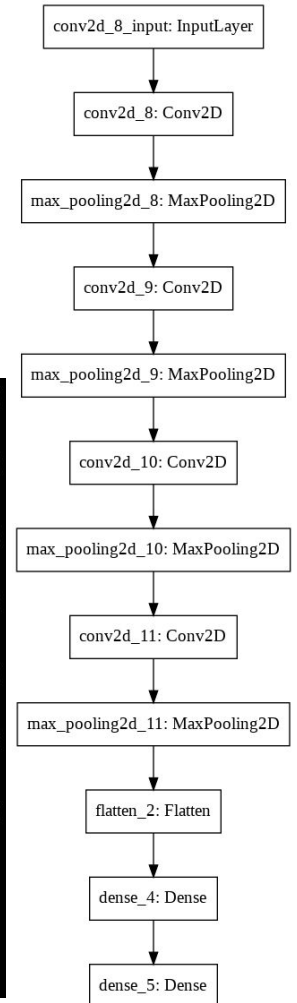 conv2d_8_input: InputLayer
conv2d_8: Conv2D
max_pooling2d_8: MaxPooling2D
conv2d_9: Conv2D
max_pooling2d_9: MaxPooling2D
conv2d_10: Conv2D
max_pooling2d_10: MaxPooling2D
conv2d_11: Conv2D
max_pooling2d_11: MaxPooling2D
flatten_2: Flatten
dense_4: Dense
dense_5: Dense